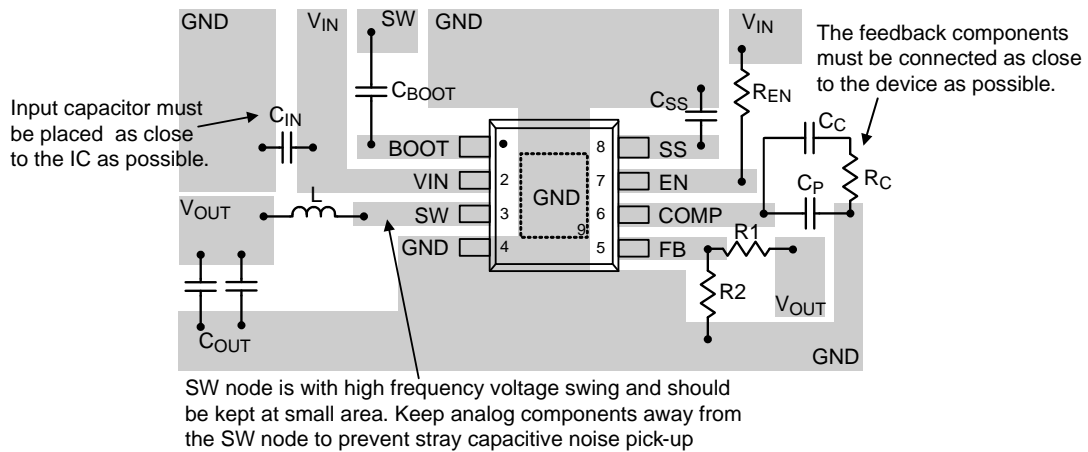 GND
VIN
SW
GND
VIN
The feedback components
must be connected as close
to the device as possible.
Input capacitor must
be placed as close
to the IC as possible.
CIN
CBOOT
CSS
REN
CC
RC
CP
BOOT
VIN
SW
GND
2
3
4
GND
9
8
7
6
5
SS
EN
COMP
FB
VOUT
L
COUT
R1
R2
VOUT
GND
SW node is with high frequency voltage swing and should
be kept at small area. Keep analog components away from
the SW node to prevent stray capacitive noise pick-up